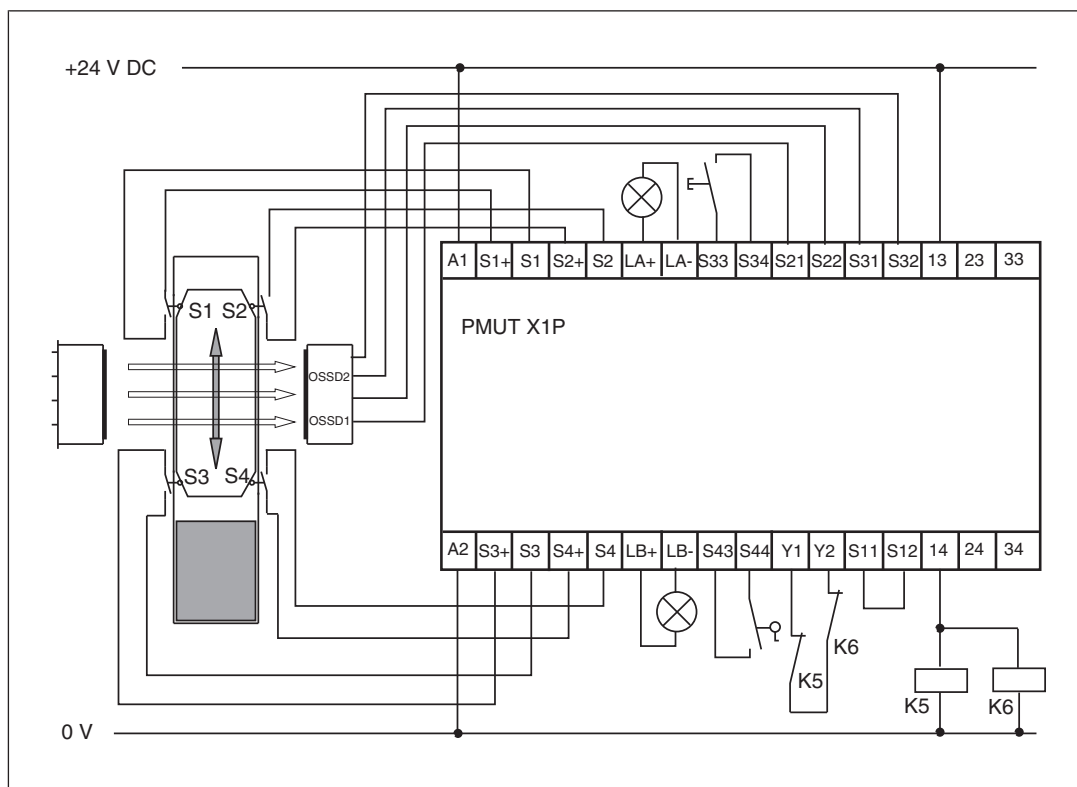 +24 V DC
A1 S1+ S1 S2+ S2 LA+ LA- S33 S34 S21 S22 S31 S32 13 23 33
S1 S2
PMUT X1P
OSSD2
OSSD1
S3 S4
A2 S3+ S3 S4+ S4 LB+ LB- S43 S44 Y1 Y2 S11 S12 14 24 34
K6
K5
K5 K6
0 V